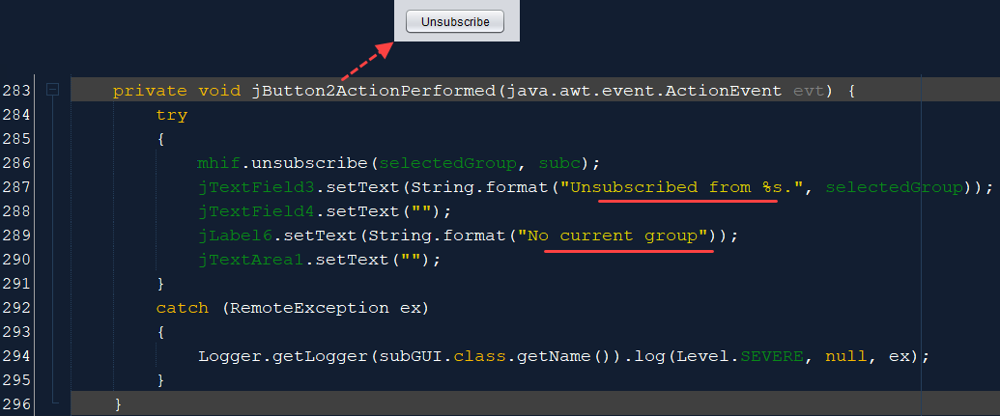 Unsubscribe
283 private void jButton2ActionPerformed(java.awt.event.ActionEvent evt) {
284 try
285 {
286 mhif.unsubscribe(selectedGroup, subc);
287 jTextField3.setText(String.format("Unsubscribed from %s.", selectedGroup));
288 jTextField4.setText("");
289 jLabel6.setText(String.format("No current group"));
290 jTextArea1.setText("");
291 }
292 catch (RemoteException ex)
293 {
294 Logger.getLogger(subGUI.class.getName()).log(Level.SEVERE, null, ex);
295 }
296 }